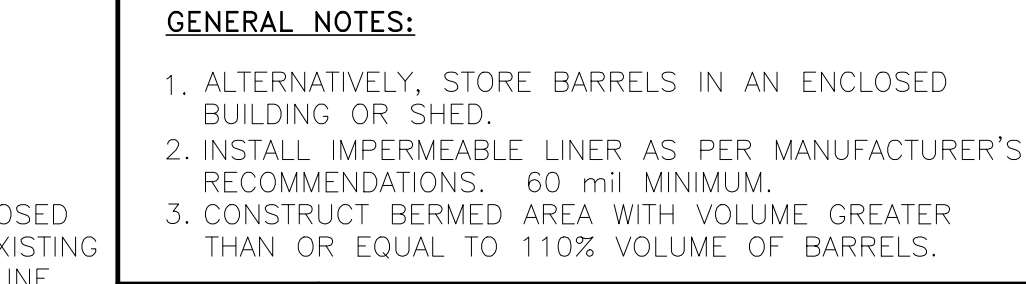 GENERAL NOTES:
1. ALTERNATIVELY, STORE BARRELS IN AN ENCLOSED
BUILDING OR SHED.
2. INSTALL IMPERMEABLE LINER AS PER MANUFACTURER'S
RECOMMENDATIONS. 60 mil MINIMUM.
3. CONSTRUCT BERMED AREA WITH VOLUME GREATER
THAN OR EQUAL TO 110% VOLUME OF BARRELS.
OSED
XISTING